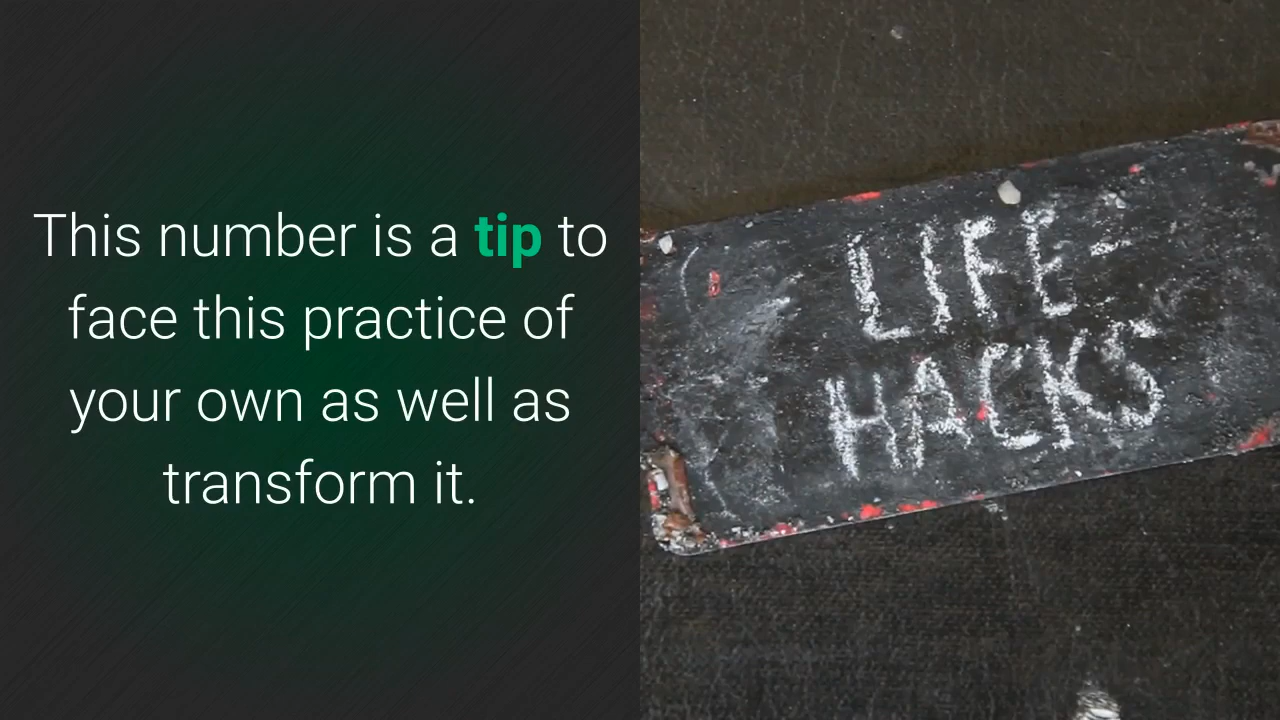 This number is a tip to
face this practice of
your own as well as
transform it.
LIFE-
HACKS